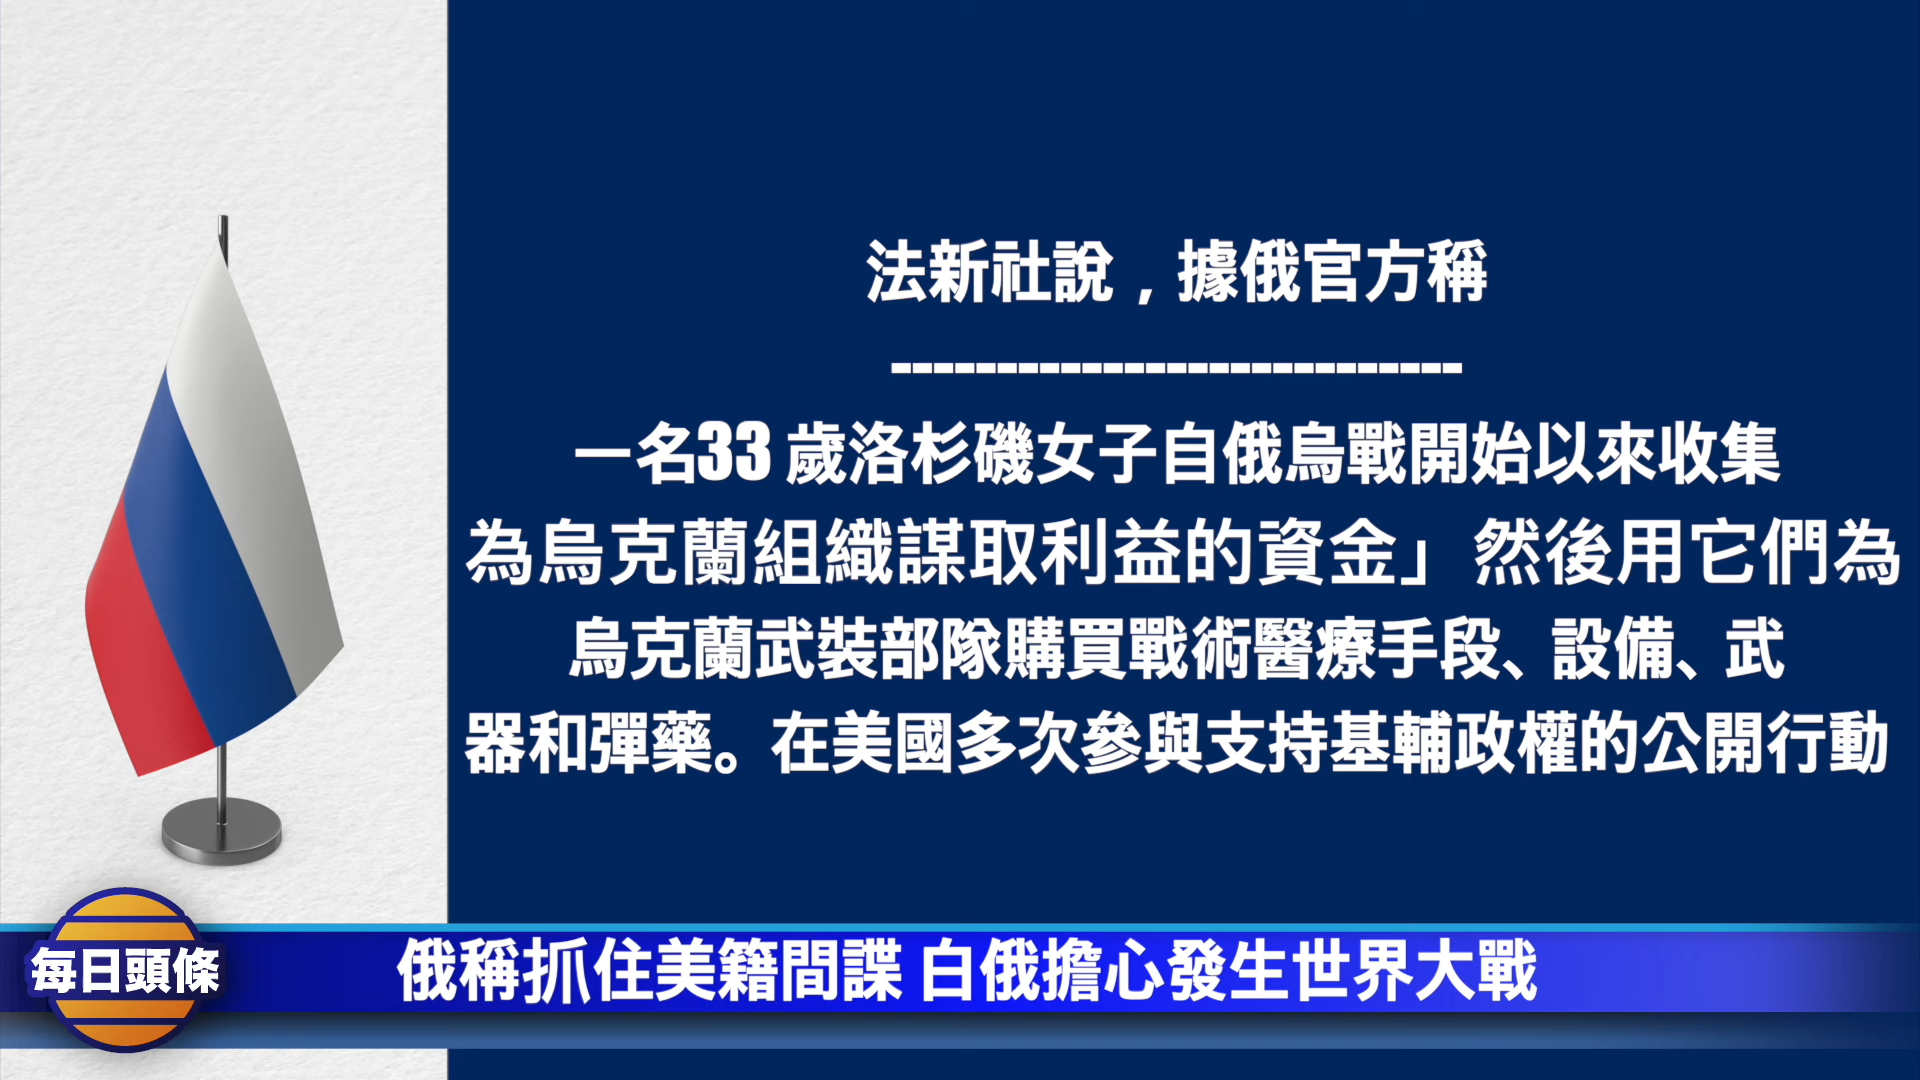 法新社說，據俄官方稱
---------------------------
一名33 歲洛杉磯女子自俄烏戰開始以來收集
為烏克蘭組織謀取利益的資金」 然後用它們為
烏克蘭武裝部隊購買戰術醫療手段、設備、武
器和彈藥。在美國多次參與支持基輔政權的公開行動
每日頭條
俄稱抓住美籍間諜 白俄擔心發生世界大戰